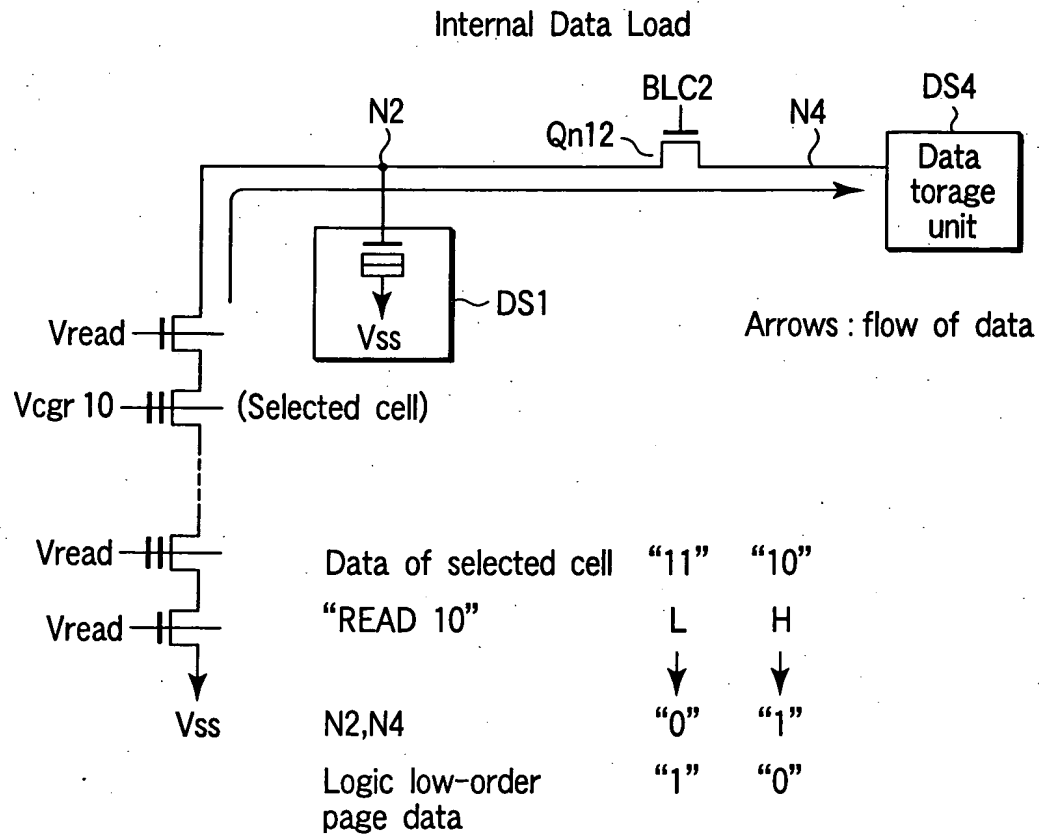 Internal Data Load
BLC2
DS4
N2
Qn12
N4
Data
torage
unit
DS1
Vss
Arrows : flow of data
Vread
Vcgr 10
(Selected cell)
Vread
Vread
Vss
Data of selected cell “11” “10”
“READ 10” L H
N2,N4 “0” “1”
Logic low-order “1” “0”
page data